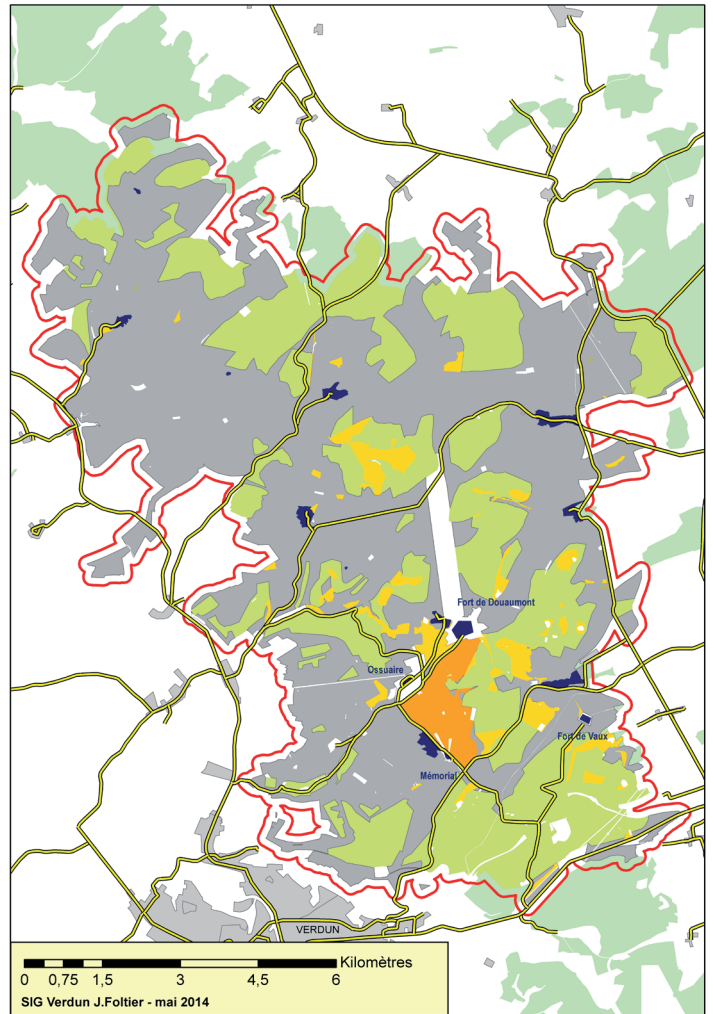 Fort de Douaumont
Ossuaire
Fort de Vaux
Mémorial
VERDUN
Kilomètres
0 0,75 1,5 3 4,5 6
SIG Verdun J.Foltier - mai 2014